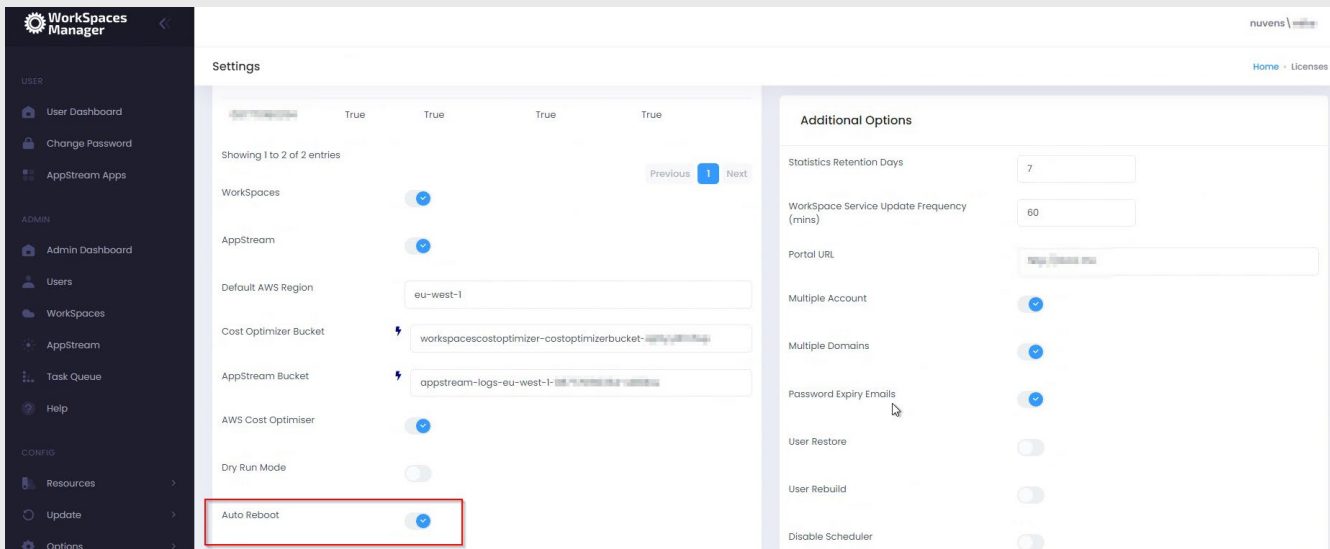 WorkSpaces
Manager
nuvens\
Settings
Home
Licenses
USER
User Dashboard
Change Password
AppStream Apps
ADMIN
Admin Dashboard
Users
WorkSpaces
AppStream
Task Queue
Help
CONFIG
Resources
Update
Options
True True True True
Showing 1 to 2 of 2 entries
Previous 1 Next
WorkSpaces
AppStream
Default AWS Region
eu-west-1
Cost Optimizer Bucket
workspacescostoptimizer-costoptimizerbucket-
AppStream Bucket
appstream-logs-eu-west-1-
AWS Cost Optimiser
Dry Run Mode
Auto Reboot
Additional Options
Statistics Retention Days
7
WorkSpace Service Update Frequency
(mins)
60
Portal URL
Multiple Account
Multiple Domains
Password Expiry Emails
User Restore
User Rebuild
Disable Scheduler